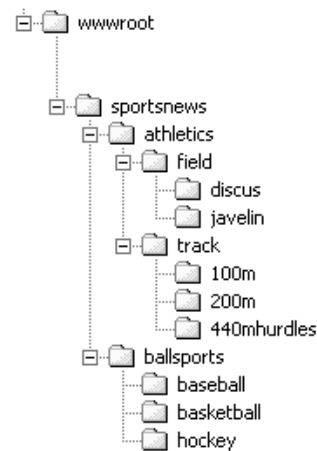 wwwroot
sportsnews
athletics
field
discus
javelin
track
100m
200m
440mhurdles
ballsports
baseball
basketball
hockey